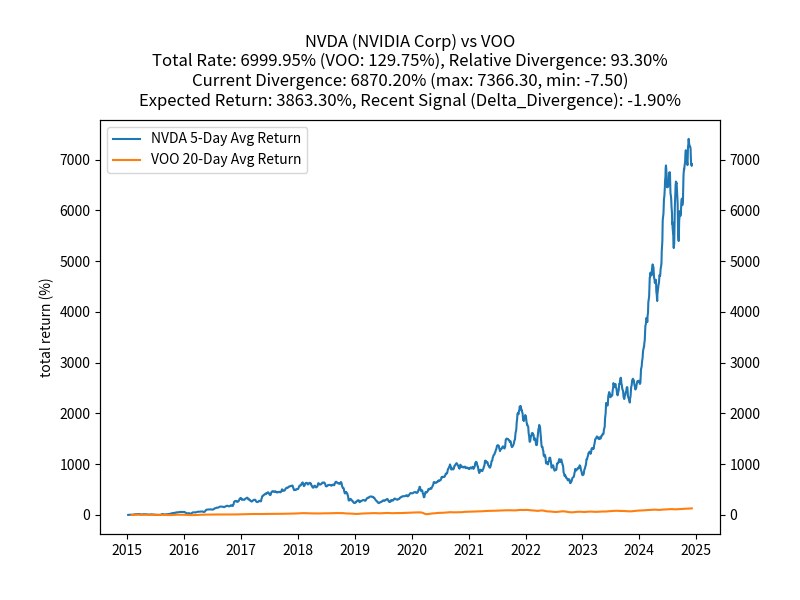 NVDA (NVIDIA Corp) vs VOO
Total Rate: 6999.95% (VOO: 129.75%), Relative Divergence: 93.30%
Current Divergence: 6870.20% (max: 7366.30, min: -7.50)
Expected Return: 3863.30%, Recent Signal (Delta_Divergence): -1.90%
NVDA 5-Day Avg Return
VOO 20-Day Avg Return
total return (%)
7000
6000
5000
4000
3000
2000
1000
0
7000
6000
5000
4000
3000
2000
1000
0
2015 2016 2017 2018 2019 2020 2021 2022 2023 2024 2025